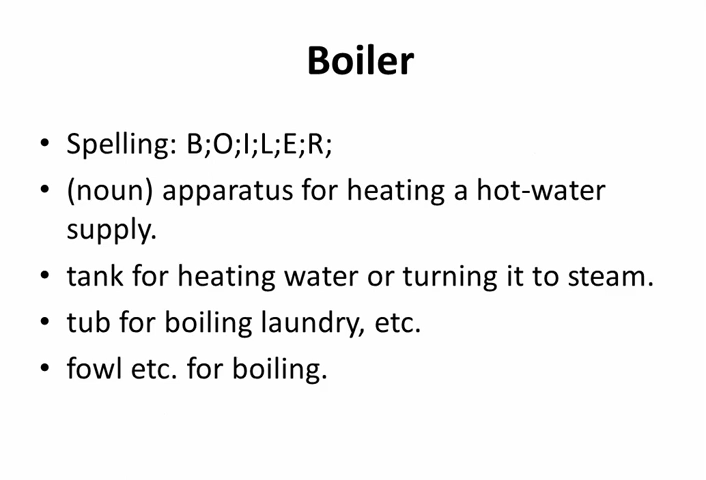 Boiler
• Spelling: B;O;I;L;E;R;
• (noun) apparatus for heating a hot-water
supply.
• tank for heating water or turning it to steam.
• tub for boiling laundry, etc.
• fowl etc. for boiling.